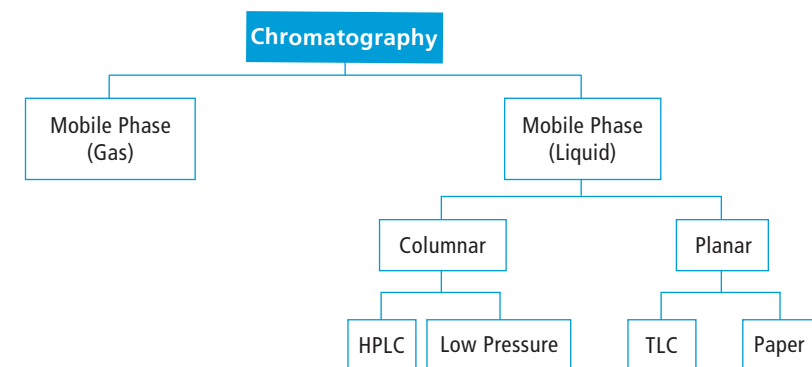 Chromatography
Mobile Phase
(Gas)
Mobile Phase
(Liquid)
Columnar
Planar
HPLC
Low Pressure
TLC
Paper